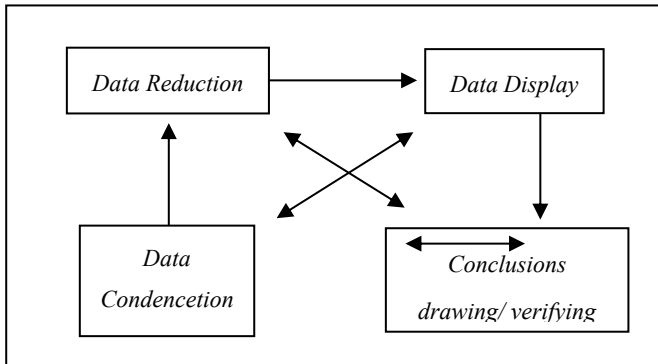 Data Reduction
Data Display
Data
Condencetion
Conclusions
drawing/ verifying